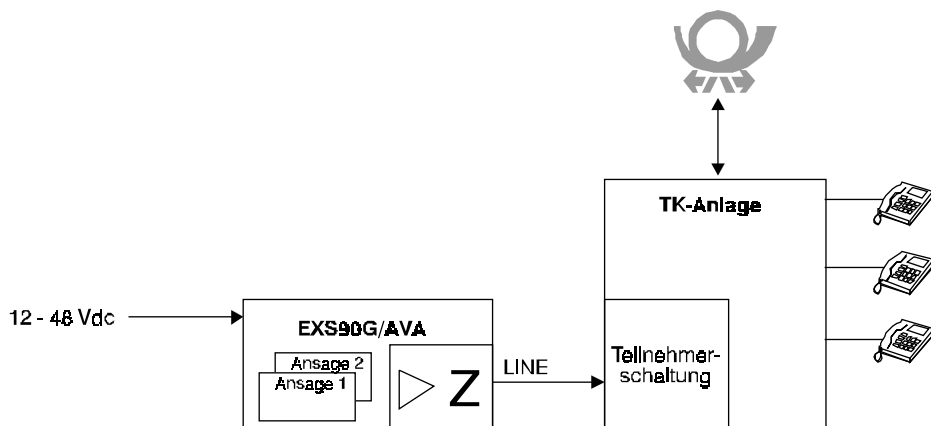 TK-Anlage
12 - 48 Vdc
EXS90G/AVA
Ansage 2
Ansage 1
Z
LINE
Teilnehmer-
schaltung